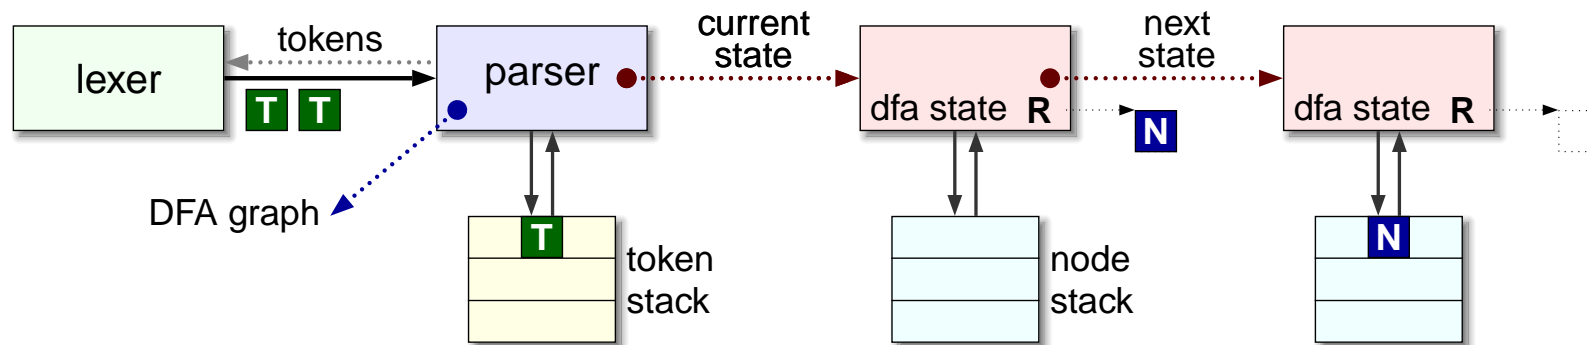 lexer
tokens
T T
parser
current
state
dfa state R
N
next
state
dfa state R
DFA graph
T
token
stack
node
stack
N